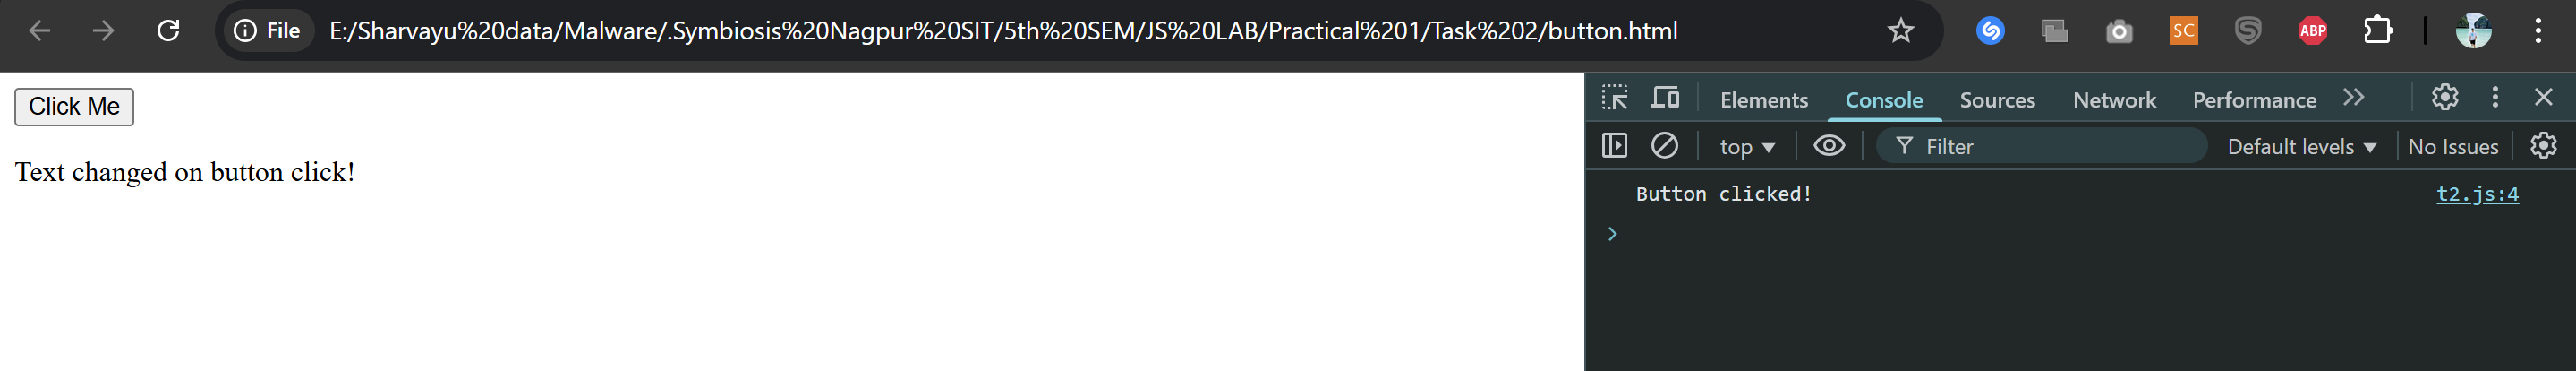 File E:/Sharvayu%20data/Malware/.Symbiosis%20Nagpur%20SIT/5th%20SEM/JS%20LAB/Practical%201/Task%202/button.html SC ABP
Click Me
Text changed on button click!
Elements Console Sources Network Performance
top Filter Default levels No Issues
Button clicked! t2.js:4